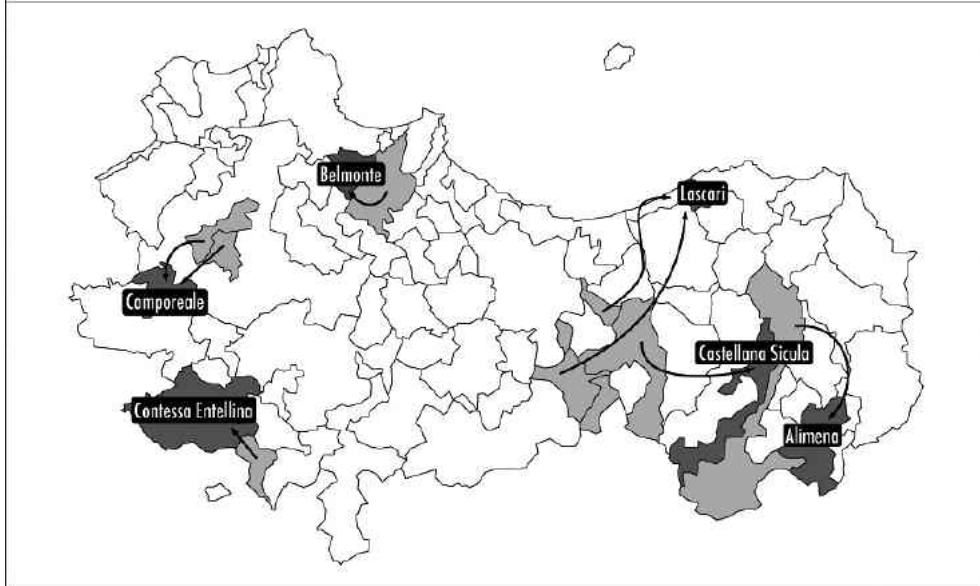 Belmonte
Lascari
Camporeale
Castellana Sicula
Contessa Entellina
Alimena